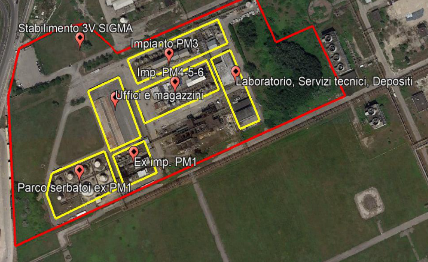 Stabilimento 3V SIGMA
Impianto PM3
Imp. PM4-5-6
Laboratorio, Servizi tecnici, Depositi
Uffici e magazzini
Ex imp. PM1
Parco serbatoi ex PM1